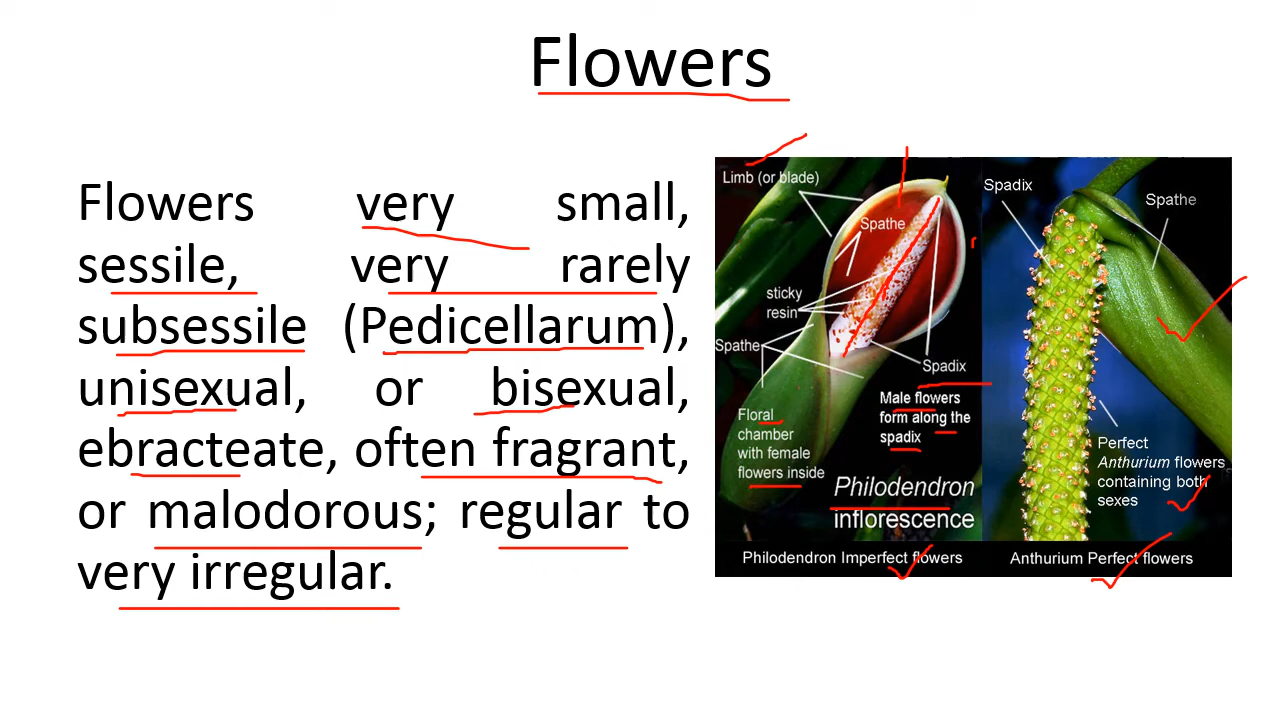 Flowers
Flowers very small,
sessile, very rarely
subsessile (Pedicellarum),
unisexual, or bisexual,
ebracteate, often fragrant,
or malodorous; regular to
very irregular.
Limb (or blade)
Spathe
sticky
resin
Spathe
Spadix
Male flowers
form along the
spadix
Floral
chamber
with female
flowers inside
Philodendron
inflorescence
Philodendron Imperfect flowers
Spadix
Spathe
Perfect
Anthurium flowers
containing both
sexes
Anthurium Perfect flowers